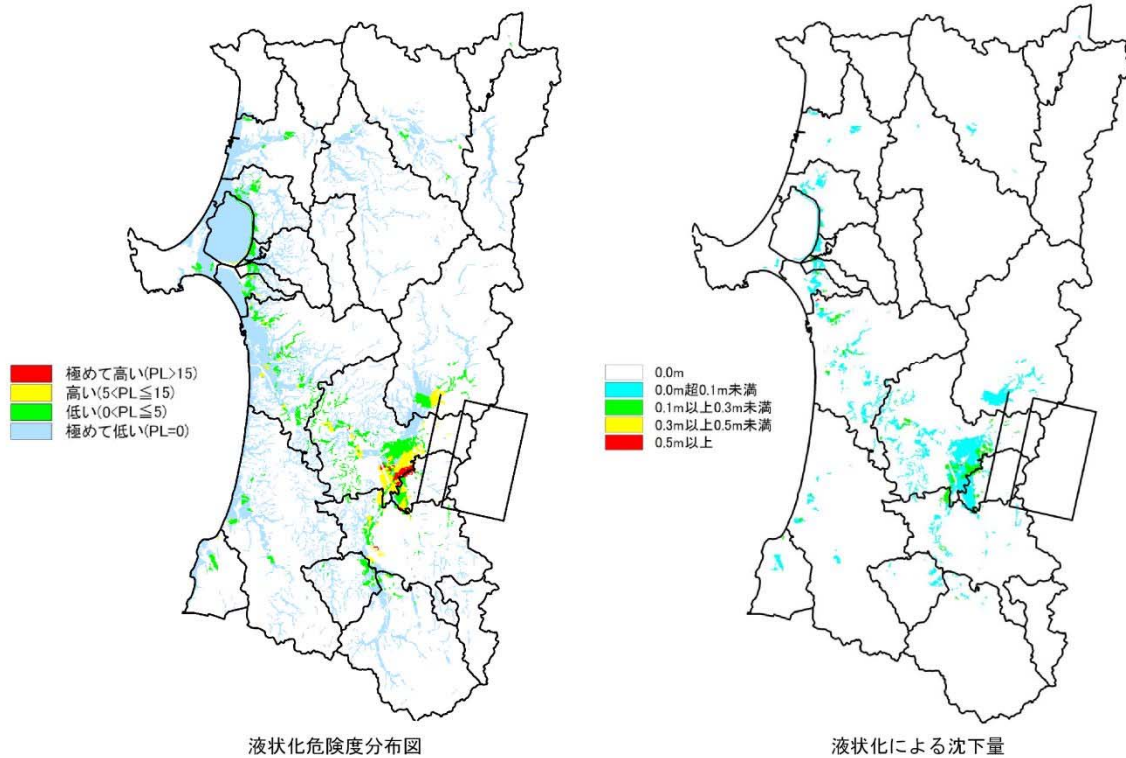 極めて高い(PL>15)
高い(5<PL≦15)
低い(0<PL≦5)
極めて低い(PL=0)
液状化危険度分布図
0.0m
0.0m超0.1m未満
0.1m以上0.3m未満
0.3m以上0.5m未満
0.5m以上
液状化による沈下量